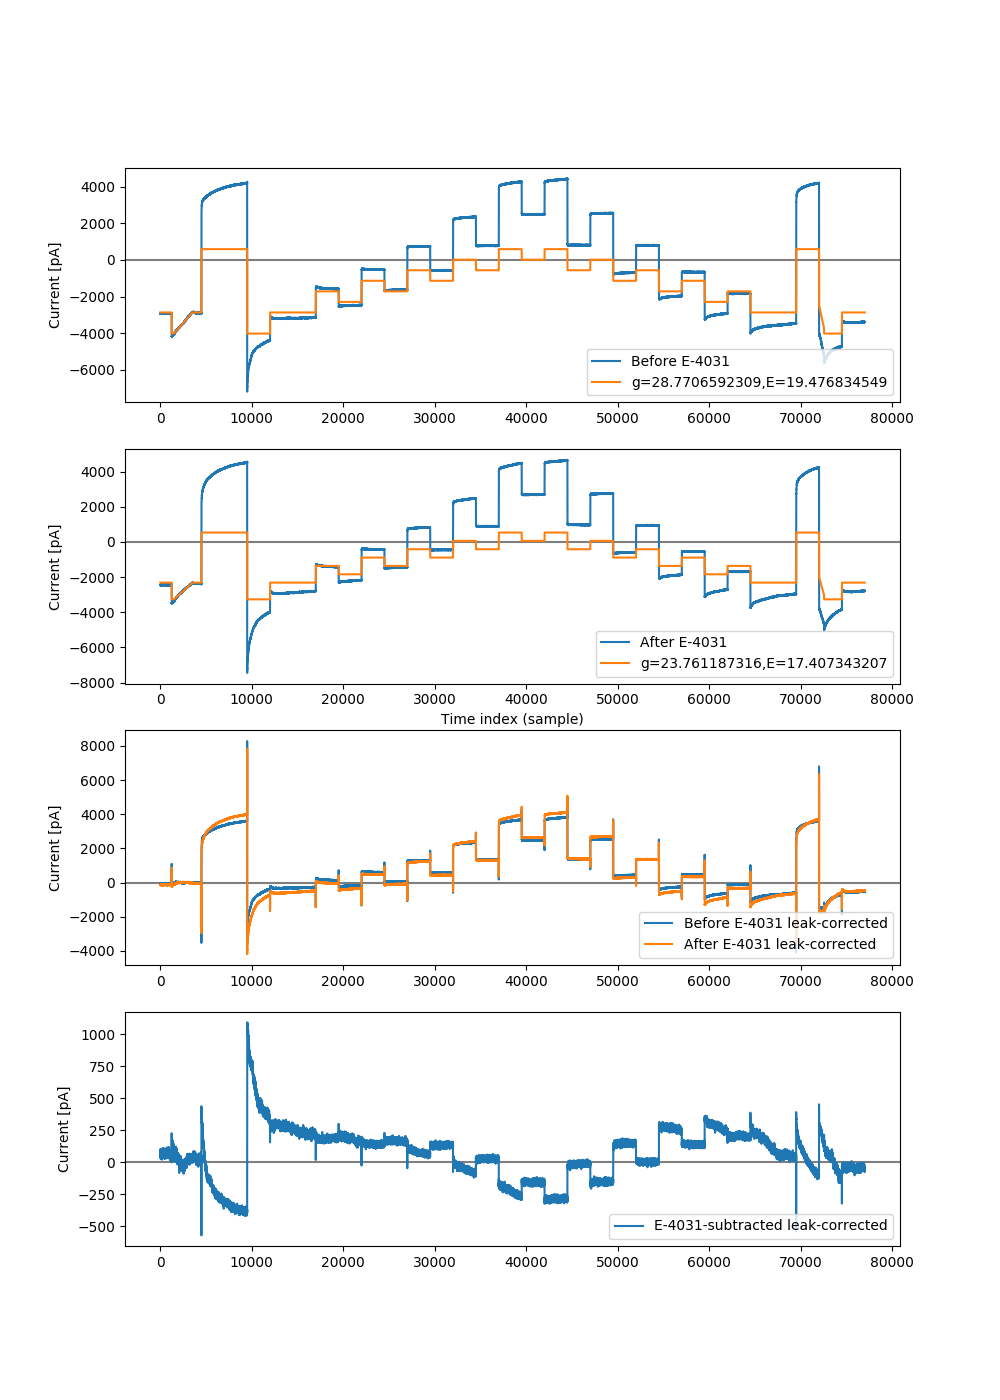 4000
2000
0
−2000
−4000
−6000
Current [pA]
Before E-4031
g=28.7706592309,E=19.476834549
0 10000 20000 30000 40000 50000 60000 70000 80000
4000
2000
0
−2000
−4000
−6000
−8000
Current [pA]
After E-4031
g=23.761187316,E=17.407343207
0 10000 20000 30000 40000 50000 60000 70000 80000
Time index (sample)
8000
6000
4000
2000
0
−2000
−4000
Current [pA]
Before E-4031 leak-corrected
After E-4031 leak-corrected
0 10000 20000 30000 40000 50000 60000 70000 80000
1000
750
500
250
0
−250
−500
Current [pA]
E-4031-subtracted leak-corrected
0 10000 20000 30000 40000 50000 60000 70000 80000